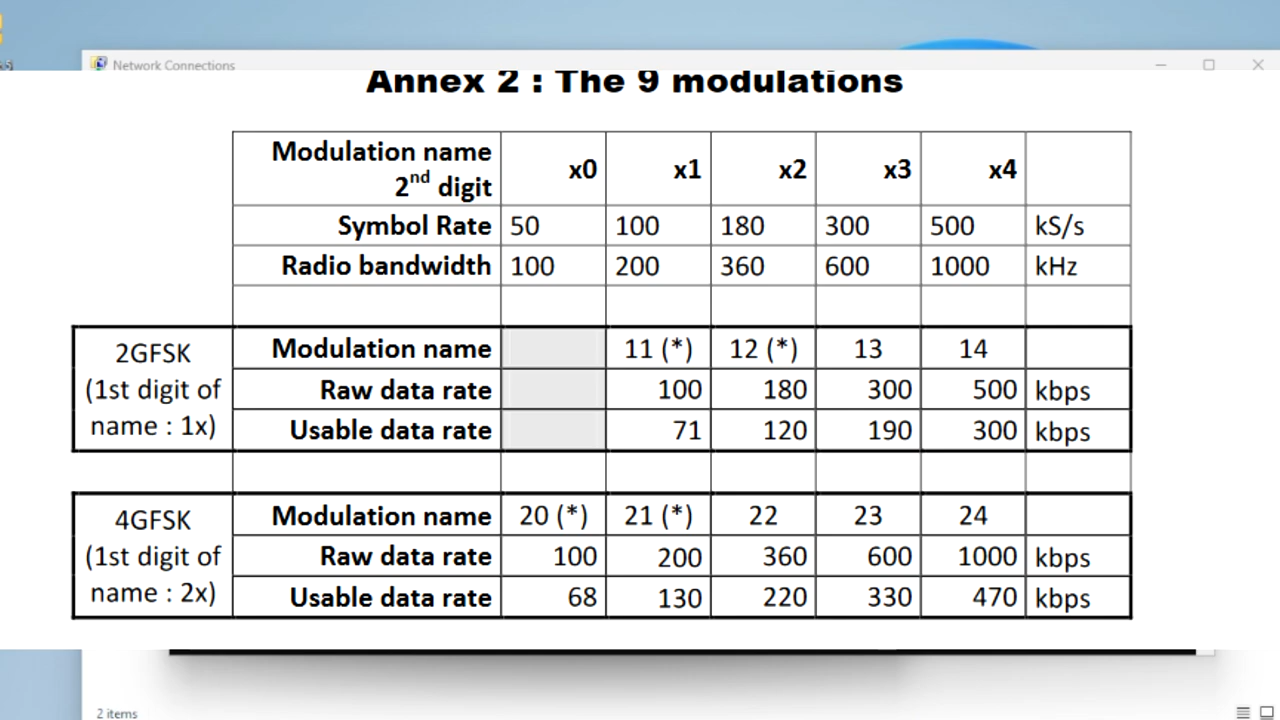 Network Connections
Annex 2 : The 9 modulations
Modulation name 2nd digit x0 x1 x2 x3 x4
Symbol Rate 50 100 180 300 500 kS/s
Radio bandwidth 100 200 360 600 1000 kHz
2GFSK (1st digit of name : 1x)
Modulation name 11 (*) 12 (*) 13 14
Raw data rate 100 180 300 500 kbps
Usable data rate 71 120 190 300 kbps
4GFSK (1st digit of name : 2x)
Modulation name 20 (*) 21 (*) 22 23 24
Raw data rate 100 200 360 600 1000 kbps
Usable data rate 68 130 220 330 470 kbps
2 items